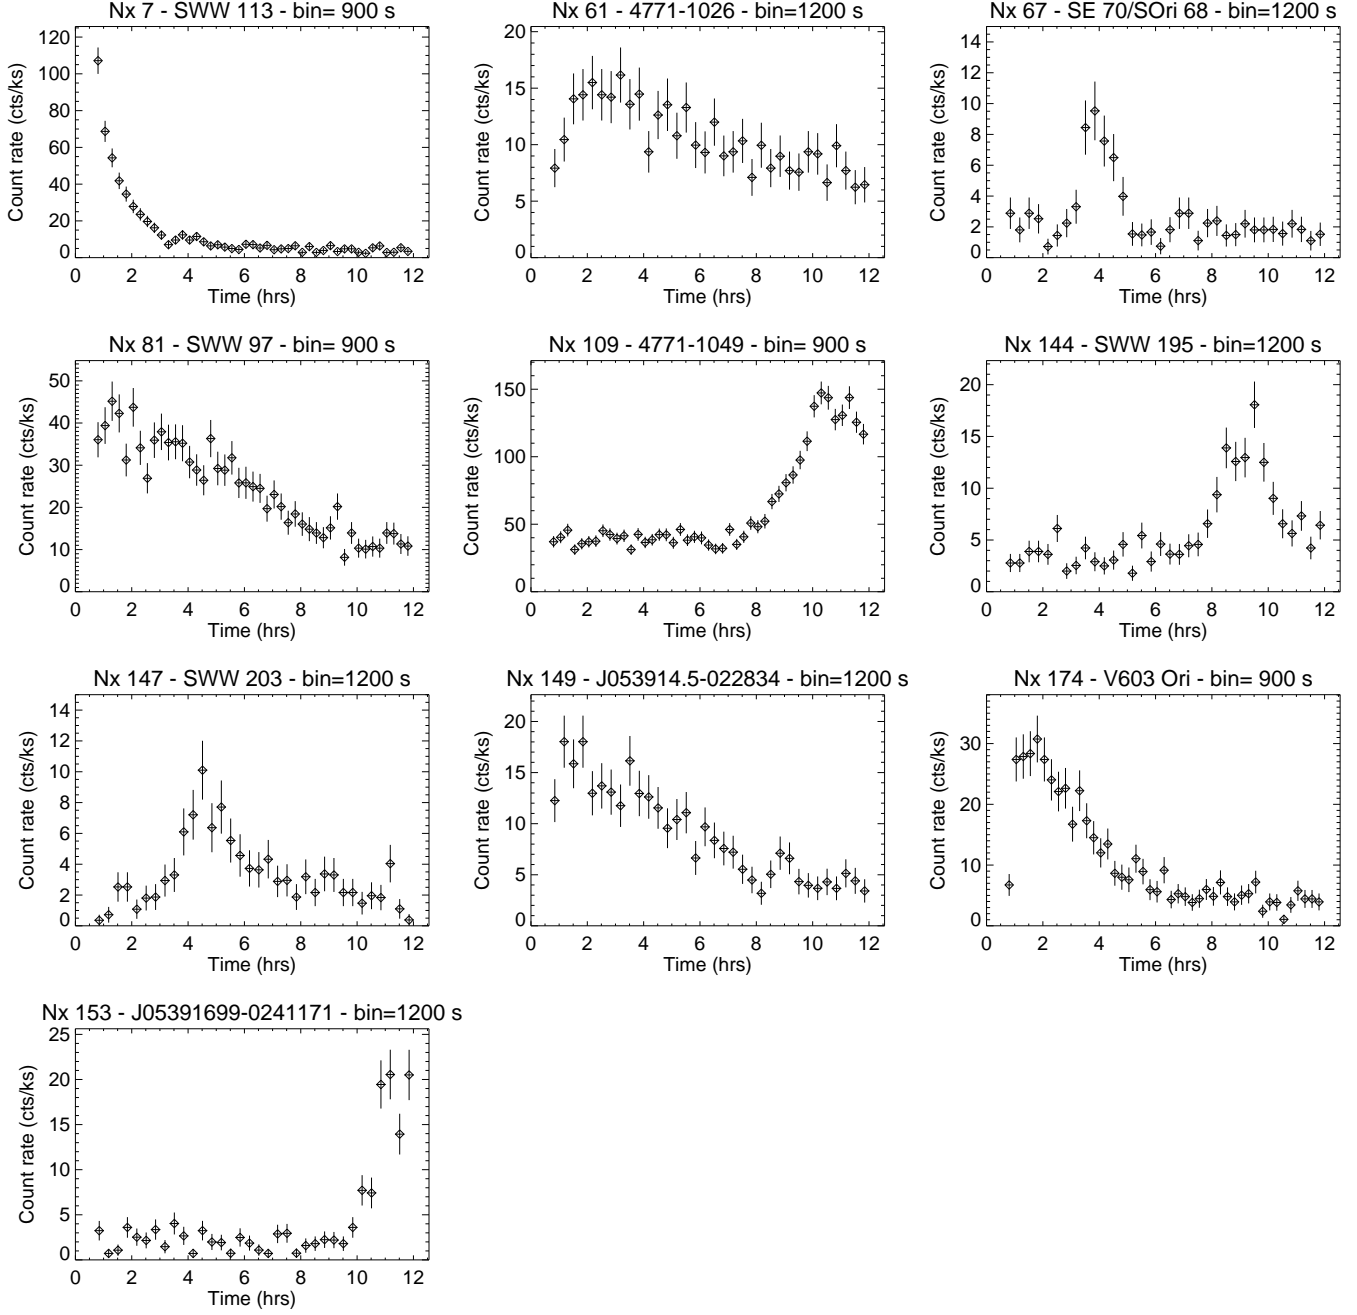 Nx 7 - SWW 113 - bin= 900 s
Count rate (cts/ks)
120
100
80
60
40
20
0
0 2 4 6 8 10 12
Time (hrs)
Nx 61 - 4771-1026 - bin=1200 s
Count rate (cts/ks)
20
15
10
5
0
0 2 4 6 8 10 12
Time (hrs)
Nx 67 - SE 70/SOri 68 - bin=1200 s
Count rate (cts/ks)
14
12
10
8
6
4
2
0
0 2 4 6 8 10 12
Time (hrs)
Nx 81 - SWW 97 - bin= 900 s
Count rate (cts/ks)
50
40
30
20
10
0
0 2 4 6 8 10 12
Time (hrs)
Nx 109 - 4771-1049 - bin= 900 s
Count rate (cts/ks)
150
100
50
0
0 2 4 6 8 10 12
Time (hrs)
Nx 144 - SWW 195 - bin=1200 s
Count rate (cts/ks)
20
15
10
5
0
0 2 4 6 8 10 12
Time (hrs)
Nx 147 - SWW 203 - bin=1200 s
Count rate (cts/ks)
14
12
10
8
6
4
2
0
0 2 4 6 8 10 12
Time (hrs)
Nx 149 - J053914.5-022834 - bin=1200 s
Count rate (cts/ks)
20
15
10
5
0
0 2 4 6 8 10 12
Time (hrs)
Nx 174 - V603 Ori - bin= 900 s
Count rate (cts/ks)
30
20
10
0
0 2 4 6 8 10 12
Time (hrs)
Nx 153 - J05391699-0241171 - bin=1200 s
Count rate (cts/ks)
25
20
15
10
5
0
0 2 4 6 8 10 12
Time (hrs)